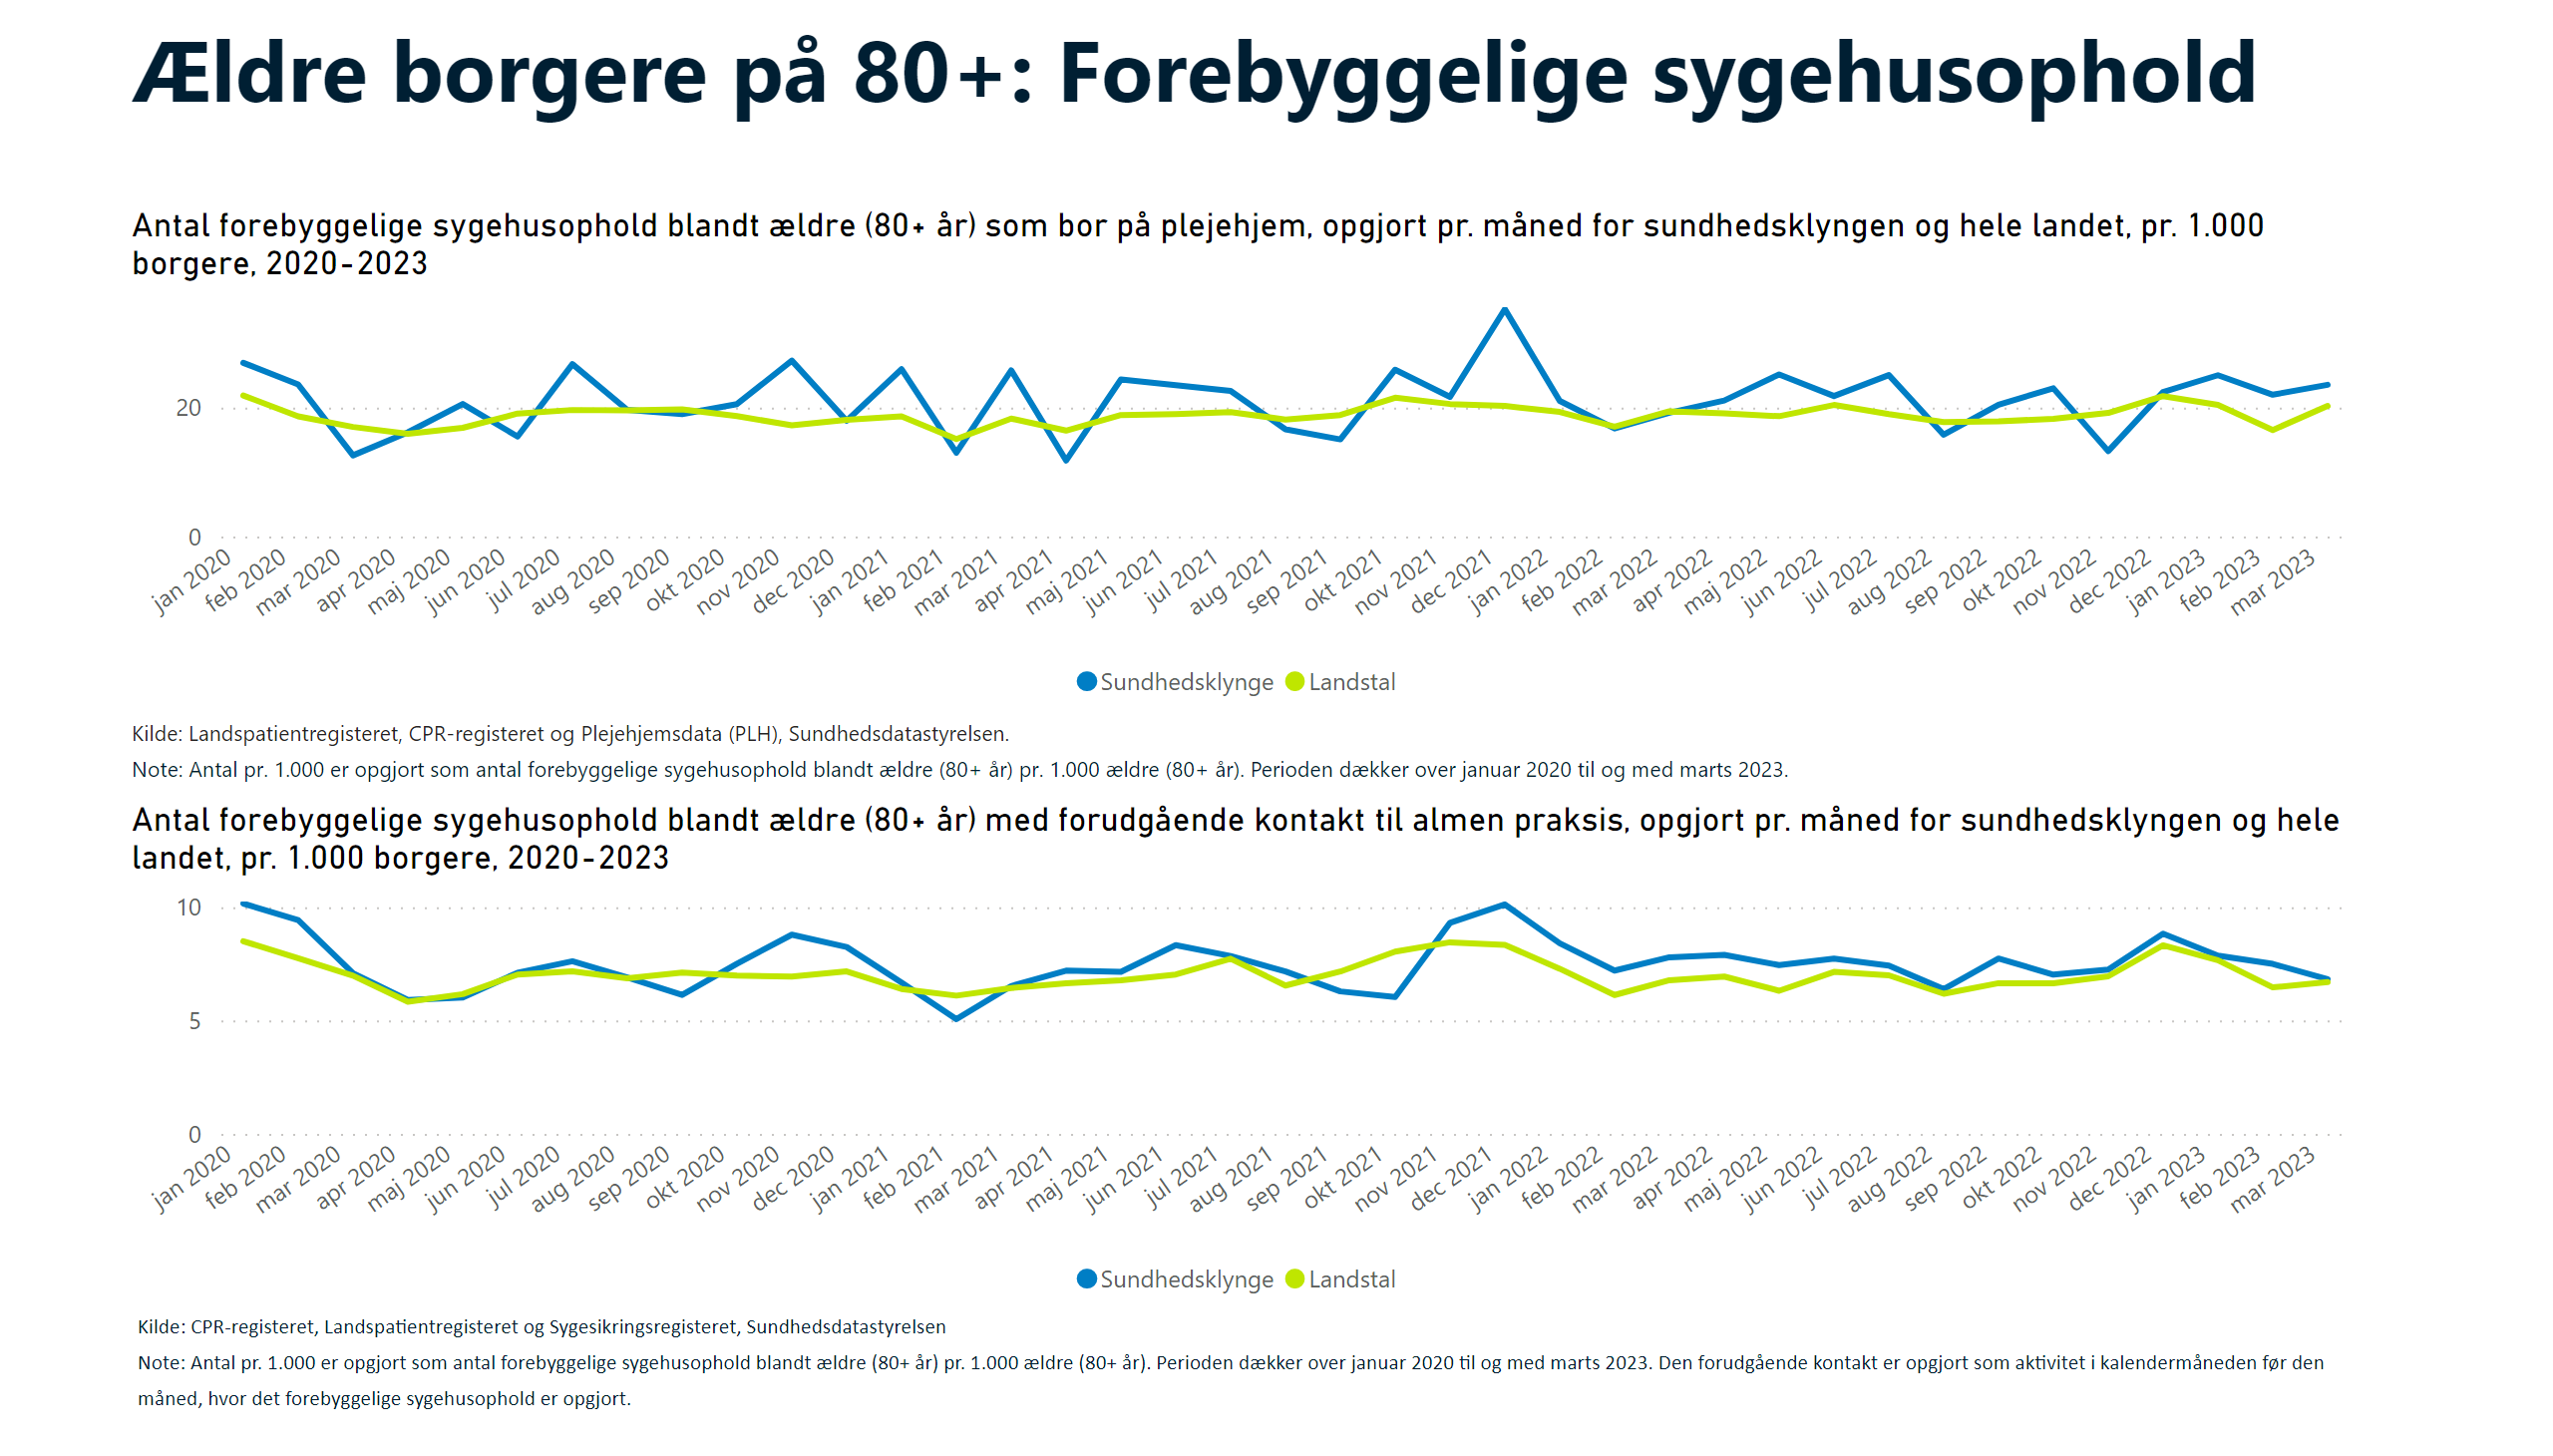 Ældre borgere på 80+: Forebyggelige sygehusophold
Antal forebyggelige sygehusophold blandt ældre (80+ år) som bor på plejehjem, opgjort pr. måned for sundhedsklyngen og hele landet, pr. 1.000
borgere, 2020-2023
20
0
jan 2020
feb 2020
mar 2020
apr 2020
maj 2020
jun 2020
jul 2020
aug 2020
sep 2020
okt 2020
nov 2020
dec 2020
jan 2021
feb 2021
mar 2021
apr 2021
maj 2021
jun 2021
jul 2021
aug 2021
sep 2021
okt 2021
nov 2021
dec 2021
jan 2022
feb 2022
mar 2022
apr 2022
maj 2022
jun 2022
jul 2022
aug 2022
sep 2022
okt 2022
nov 2022
dec 2022
jan 2023
feb 2023
mar 2023
Sundhedsklynge Landstal
Kilde: Landspatientregisteret, CPR-registeret og Plejehjemsdata (PLH), Sundhedsdatastyrelsen.
Note: Antal pr. 1.000 er opgjort som antal forebyggelige sygehusophold blandt ældre (80+ år) pr. 1.000 ældre (80+ år). Perioden dækker over januar 2020 til og med marts 2023.
Antal forebyggelige sygehusophold blandt ældre (80+ år) med forudgående kontakt til almen praksis, opgjort pr. måned for sundhedsklyngen og hele
landet, pr. 1.000 borgere, 2020-2023
10
5
0
jan 2020
feb 2020
mar 2020
apr 2020
maj 2020
jun 2020
jul 2020
aug 2020
sep 2020
okt 2020
nov 2020
dec 2020
jan 2021
feb 2021
mar 2021
apr 2021
maj 2021
jun 2021
jul 2021
aug 2021
sep 2021
okt 2021
nov 2021
dec 2021
jan 2022
feb 2022
mar 2022
apr 2022
maj 2022
jun 2022
jul 2022
aug 2022
sep 2022
okt 2022
nov 2022
dec 2022
jan 2023
feb 2023
mar 2023
Sundhedsklynge Landstal
Kilde: CPR-registeret, Landspatientregisteret og Sygesikringsregisteret, Sundhedsdatastyrelsen
Note: Antal pr. 1.000 er opgjort som antal forebyggelige sygehusophold blandt ældre (80+ år) pr. 1.000 ældre (80+ år). Perioden dækker over januar 2020 til og med marts 2023. Den forudgående kontakt er opgjort som aktivitet i kalendermåneden før den
måned, hvor det forebyggelige sygehusophold er opgjort.